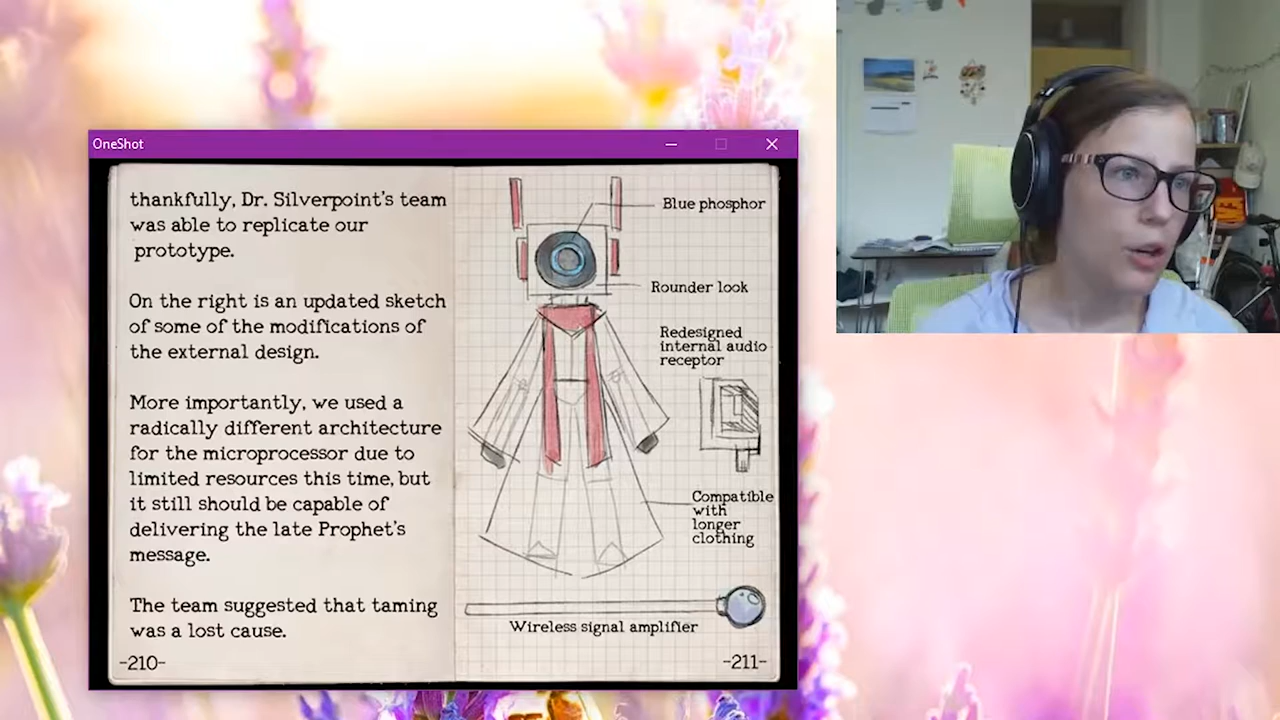 OneShot
thankfully, Dr. Silverpoint's team
was able to replicate our
prototype.
On the right is an updated sketch
of some of the modifications of
the external design.
More importantly, we used a
radically different architecture
for the microprocessor due to
limited resources this time, but
it still should be capable of
delivering the late Prophet's
message.
The team suggested that taming
was a lost cause.
-210-
Blue phosphor
Rounder look
Redesigned
internal audio
receptor
Compatible
with
longer
clothing
Wireless signal amplifier
-211-